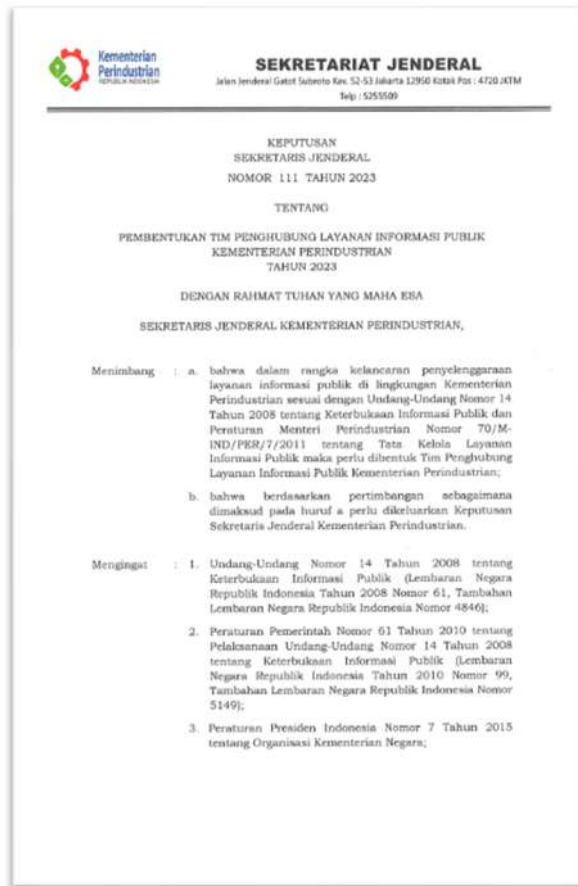 Kementerian
Perindustrian
REPUBLIK INDONESIA
SEKRETARIAT JENDERAL
Jalan Jenderal Gatot Subroto Kav. 52-53 Jakarta 12950 Kotak Pos : 4720 JKTM
Telp : 5255509
KEPUTUSAN
SEKRETARIS JENDERAL
NOMOR 111 TAHUN 2023
TENTANG
PEMBENTUKAN TIM PENGHUBUNG LAYANAN INFORMASI PUBLIK
KEMENTERIAN PERINDUSTRIAN
TAHUN 2023
DENGAN RAHMAT TUHAN YANG MAHA ESA
SEKRETARIS JENDERAL KEMENTERIAN PERINDUSTRIAN,
Menimbang : a. bahwa dalam rangka kelancaran penyelenggaraan
layanan informasi publik di lingkungan Kementerian
Perindustrian sesuai dengan Undang-Undang Nomor 14
Tahun 2008 tentang Keterbukaan Informasi Publik dan
Peraturan Menteri Perindustrian Nomor 70/M-
IND/PER/7/2011 tentang Tata Kelola Layanan
Informasi Publik maka perlu dibentuk Tim Penghubung
Layanan Informasi Publik Kementerian Perindustrian;
b. bahwa berdasarkan pertimbangan sebagaimana
dimaksud pada huruf a perlu dikeluarkan Keputusan
Sekretaris Jenderal Kementerian Perindustrian.
Mengingat : 1. Undang-Undang Nomor 14 Tahun 2008 tentang
Keterbukaan Informasi Publik (Lembaran Negara
Republik Indonesia Tahun 2008 Nomor 61, Tambahan
Lembaran Negara Republik Indonesia Nomor 4846);
2. Peraturan Pemerintah Nomor 61 Tahun 2010 tentang
Pelaksanaan Undang-Undang Nomor 14 Tahun 2008
tentang Keterbukaan Informasi Publik (Lembaran
Negara Republik Indonesia Tahun 2010 Nomor 99,
Tambahan Lembaran Negara Republik Indonesia Nomor
5149);
3. Peraturan Presiden Indonesia Nomor 7 Tahun 2015
tentang Organisasi Kementerian Negara;